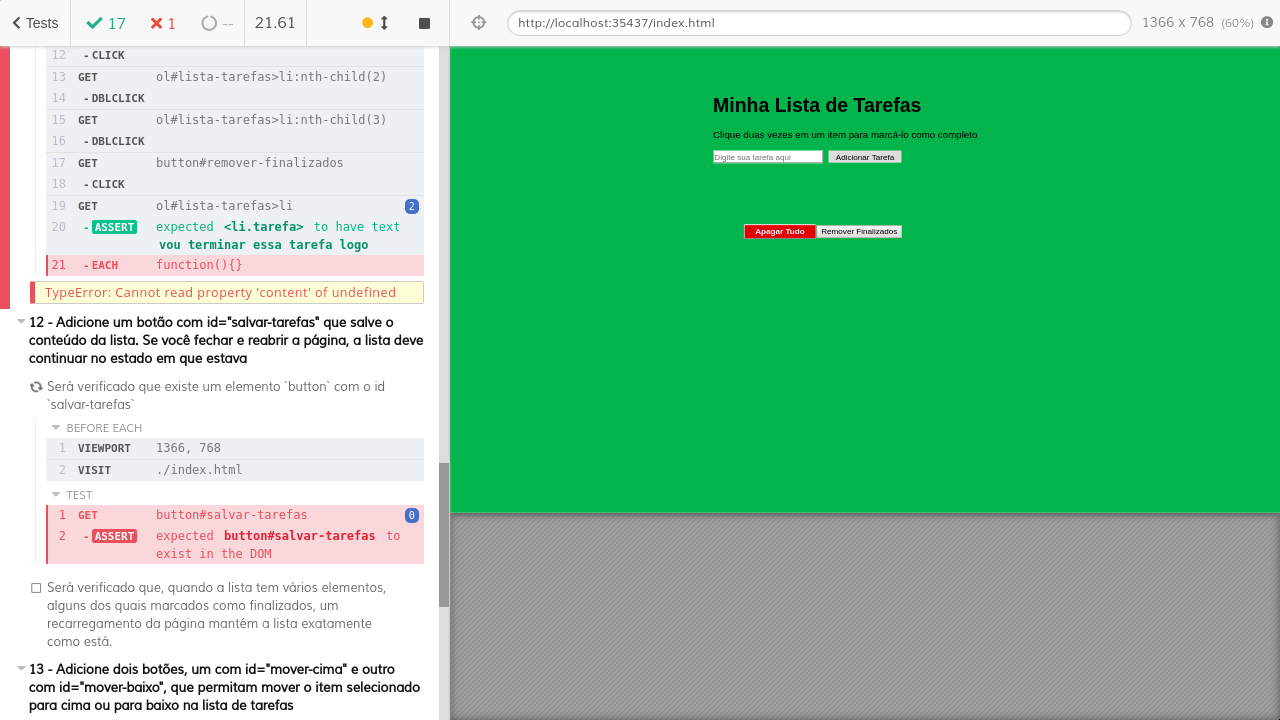 Tests
17
1
--
21.61
http://localhost:35437/index.html
1366 x 768 (60%)
12 - CLICK
13 GET ol#lista-tarefas>li:nth-child(2)
14 - DBLCLICK
15 GET ol#lista-tarefas>li:nth-child(3)
16 - DBLCLICK
17 GET button#remover-finalizados
18 - CLICK
19 GET ol#lista-tarefas>li 2
20 - ASSERT expected <li.tarefa> to have text
vou terminar essa tarefa logo
21 - EACH function(){}
TypeError: Cannot read property 'content' of undefined
12 - Adicione um botão com id="salvar-tarefas" que salve o
conteúdo da lista. Se você fechar e reabrir a página, a lista deve
continuar no estado em que estava
Será verificado que existe um elemento `button` com o id
`salvar-tarefas`
BEFORE EACH
1 VIEWPORT 1366, 768
2 VISIT ./index.html
TEST
1 GET button#salvar-tarefas 0
2 - ASSERT expected button#salvar-tarefas to
exist in the DOM
Será verificado que, quando a lista tem vários elementos,
alguns dos quais marcados como finalizados, um
recarregamento da página mantém a lista exatamente
como está.
13 - Adicione dois botões, um com id="mover-cima" e outro
com id="mover-baixo", que permitam mover o item selecionado
para cima ou para baixo na lista de tarefas
Minha Lista de Tarefas
Clique duas vezes em um item para marcá-lo como completo
Digite sua tarefa aqui
Adicionar Tarefa
Apagar Tudo
Remover Finalizados